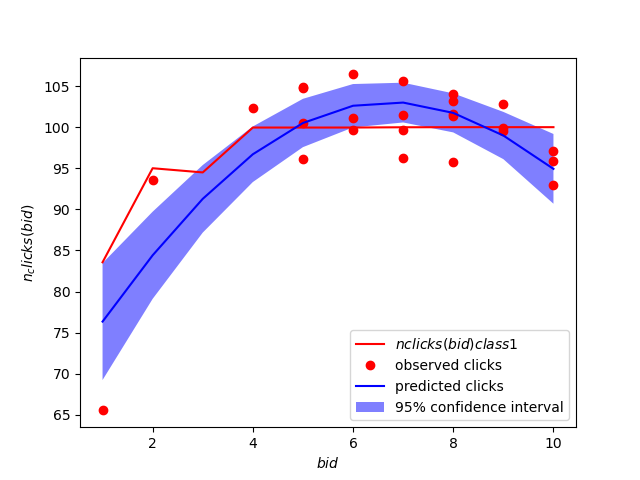 105
100
95
90
85
80
75
70
65
n_clicks(bid)
2
4
6
8
10
bid
nclicks(bid)class1
observed clicks
predicted clicks
95% confidence interval